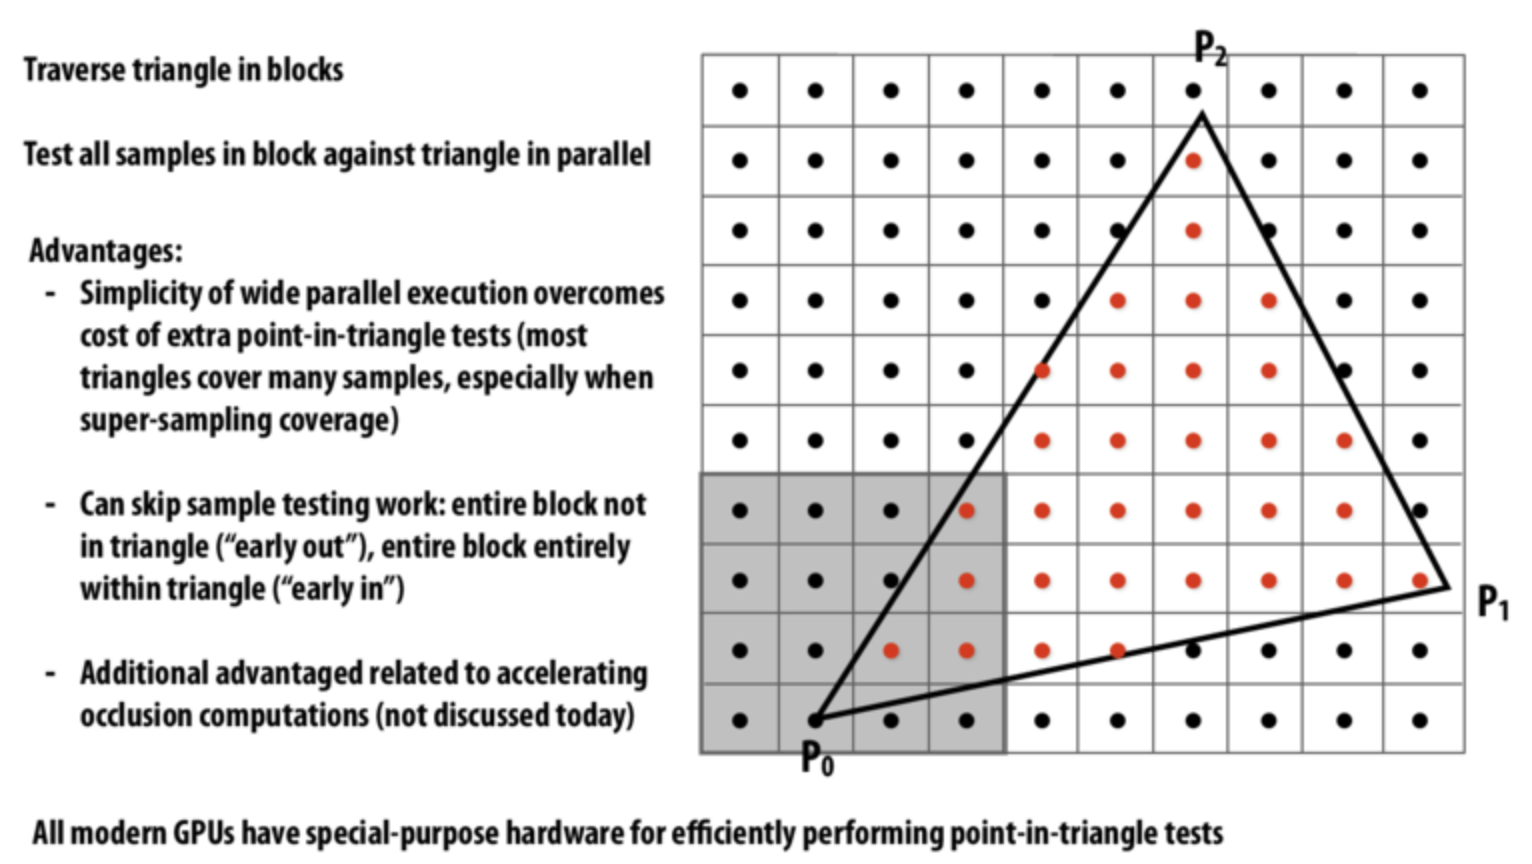 Traverse triangle in blocks
Test all samples in block against triangle in parallel
Advantages:
- Simplicity of wide parallel execution overcomes
cost of extra point-in-triangle tests (most
triangles cover many samples, especially when
super-sampling coverage)
- Can skip sample testing work: entire block not
in triangle (“early out”), entire block entirely
within triangle (“early in”)
- Additional advantaged related to accelerating
occlusion computations (not discussed today)
P2
P1
P0
All modern GPUs have special-purpose hardware for efficiently performing point-in-triangle tests